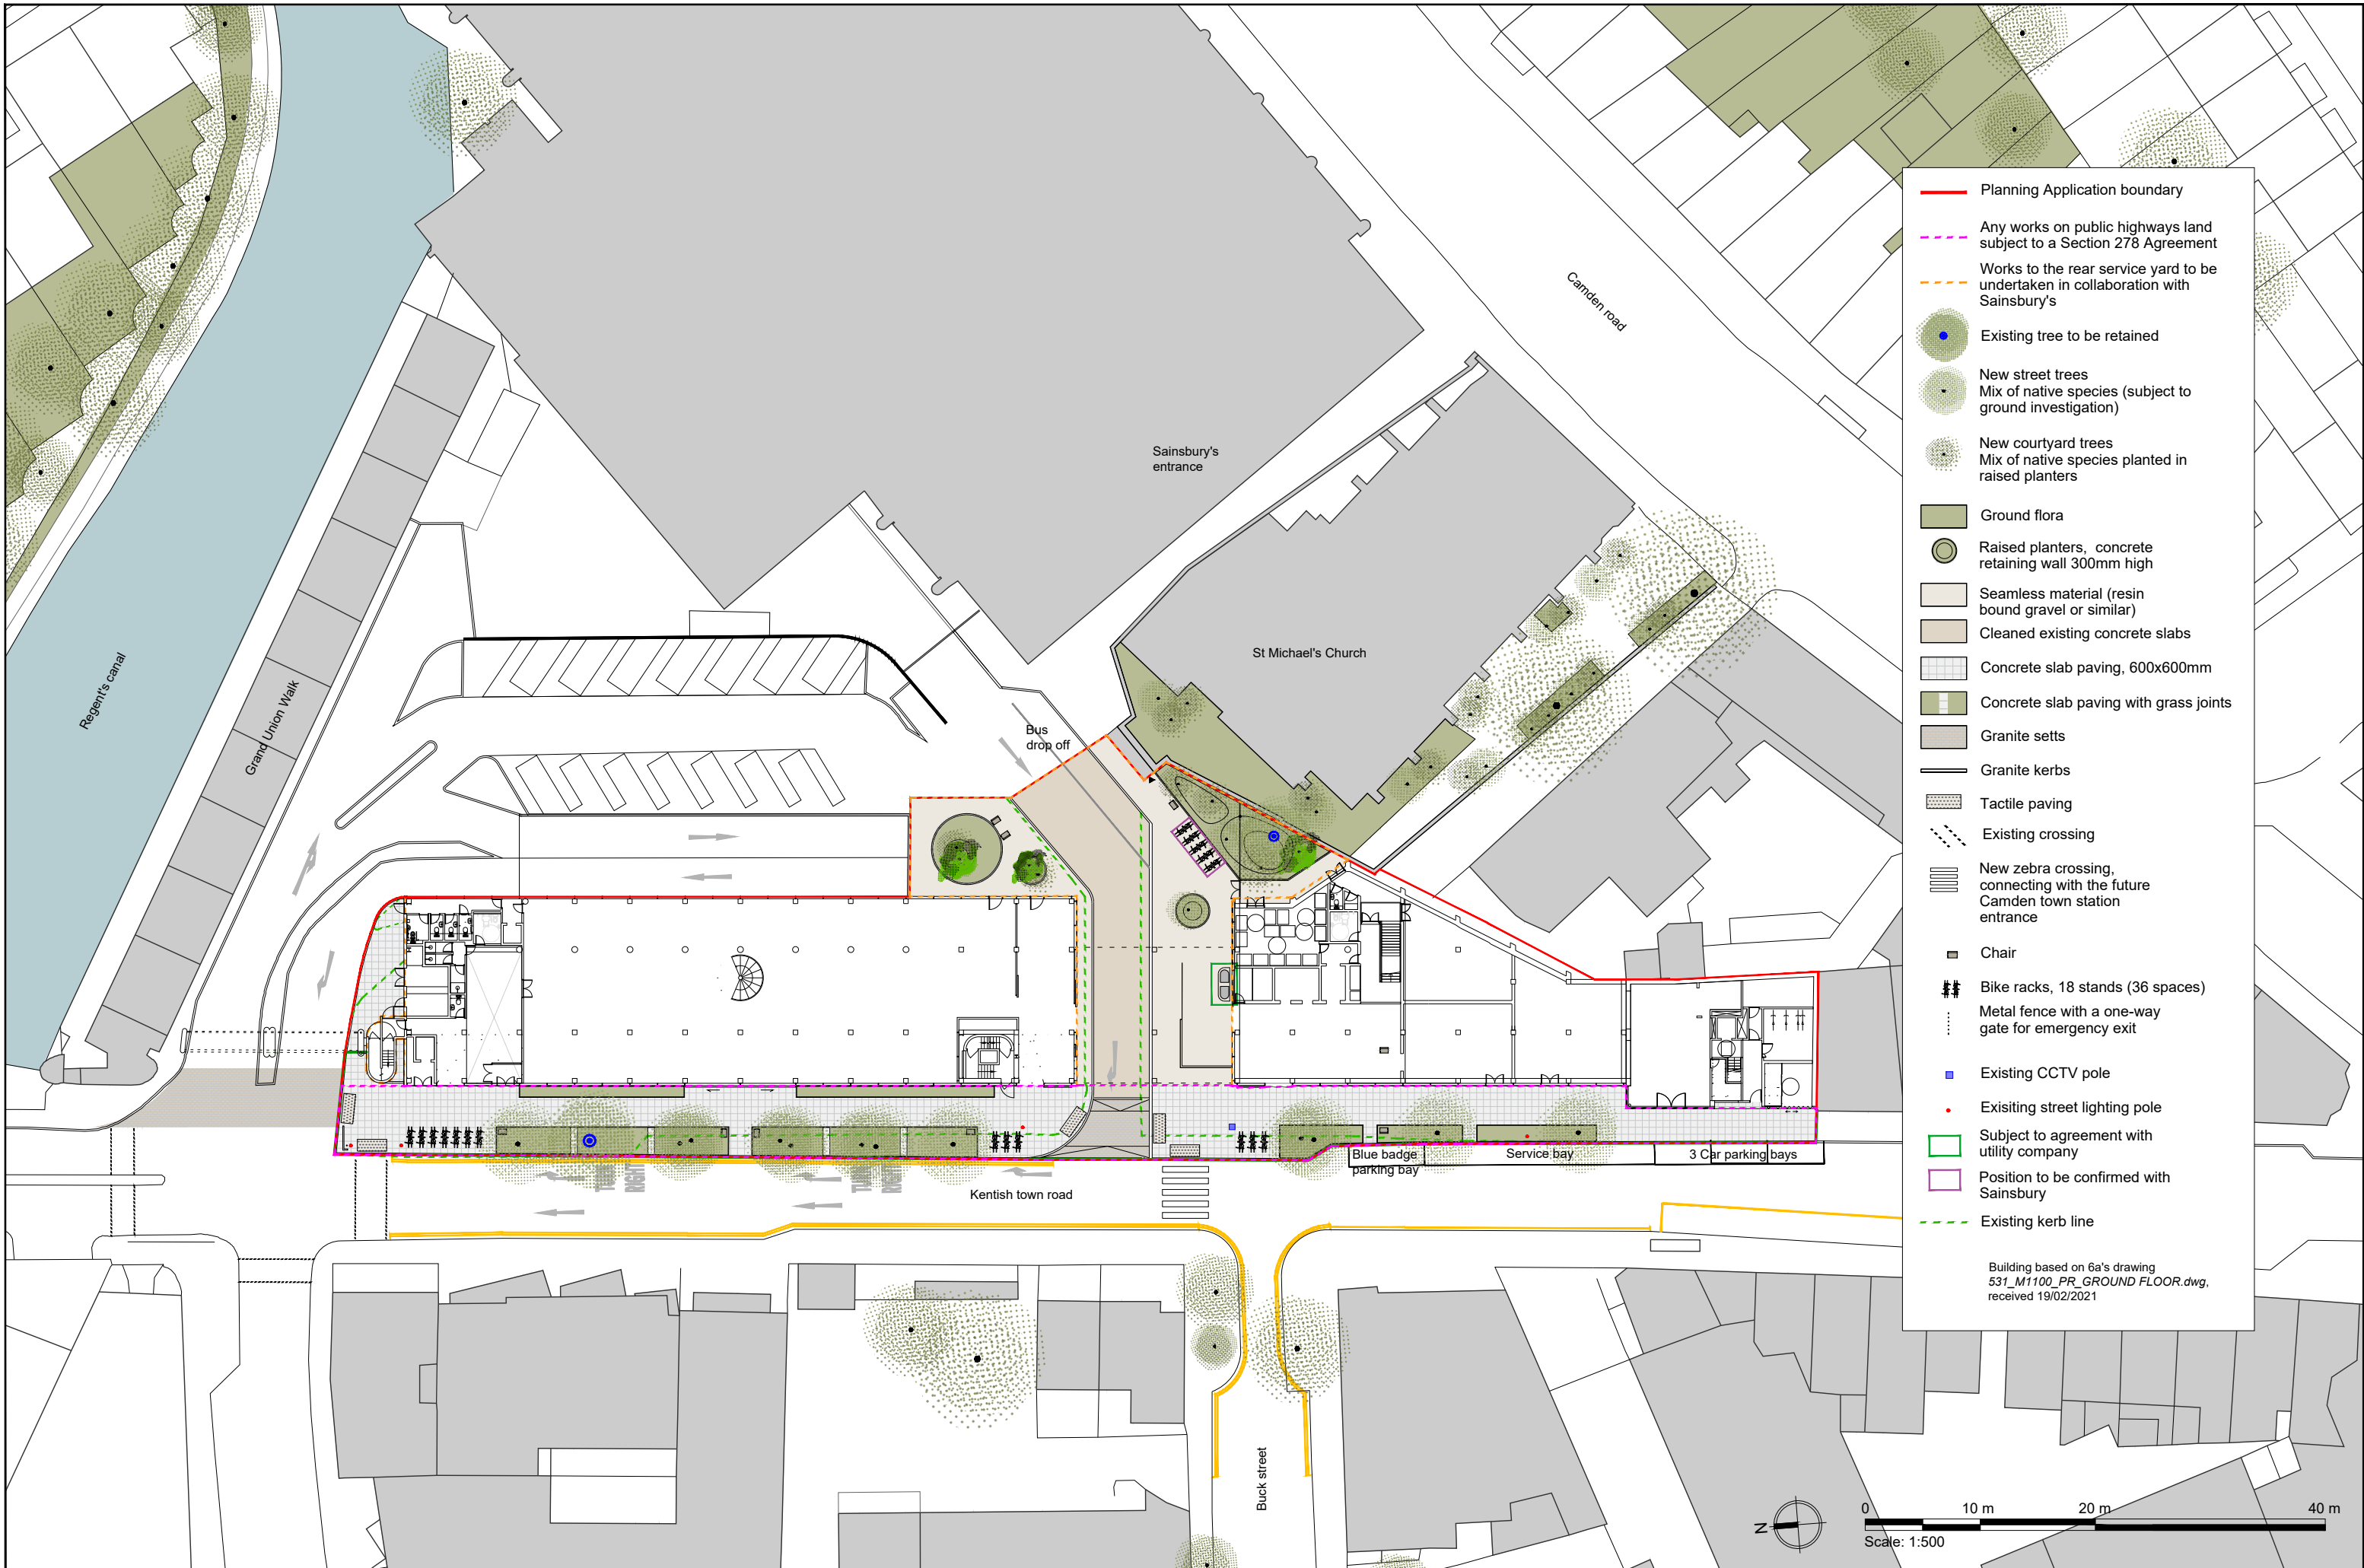 Camden road
Sainsbury's
entrance
St Michael's Church
Regent's canal
Grand Union Walk
Bus
drop off
Blue badge
parking bay
Service bay
3 Car parking bays
TURN
RIGHT
TURN
RIGHT
Kentish town road
Buck street
Planning Application boundary
Any works on public highways land
subject to a Section 278 Agreement
Works to the rear service yard to be
undertaken in collaboration with
Sainsbury's
Existing tree to be retained
New street trees
Mix of native species (subject to
ground investigation)
New courtyard trees
Mix of native species planted in
raised planters
Ground flora
Raised planters, concrete
retaining wall 300mm high
Seamless material (resin
bound gravel or similar)
Cleaned existing concrete slabs
Concrete slab paving, 600x600mm
Concrete slab paving with grass joints
Granite setts
Granite kerbs
Tactile paving
Existing crossing
New zebra crossing,
connecting with the future
Camden town station
entrance
Chair
Bike racks, 18 stands (36 spaces)
Metal fence with a one-way
gate for emergency exit
Existing CCTV pole
Exisiting street lighting pole
Subject to agreement with
utility company
Position to be confirmed with
Sainsbury
Existing kerb line
Building based on 6a's drawing
531_M1100_PR_GROUND FLOOR.dwg,
received 19/02/2021
N
0 10 m 20 m 40 m
Scale: 1:500